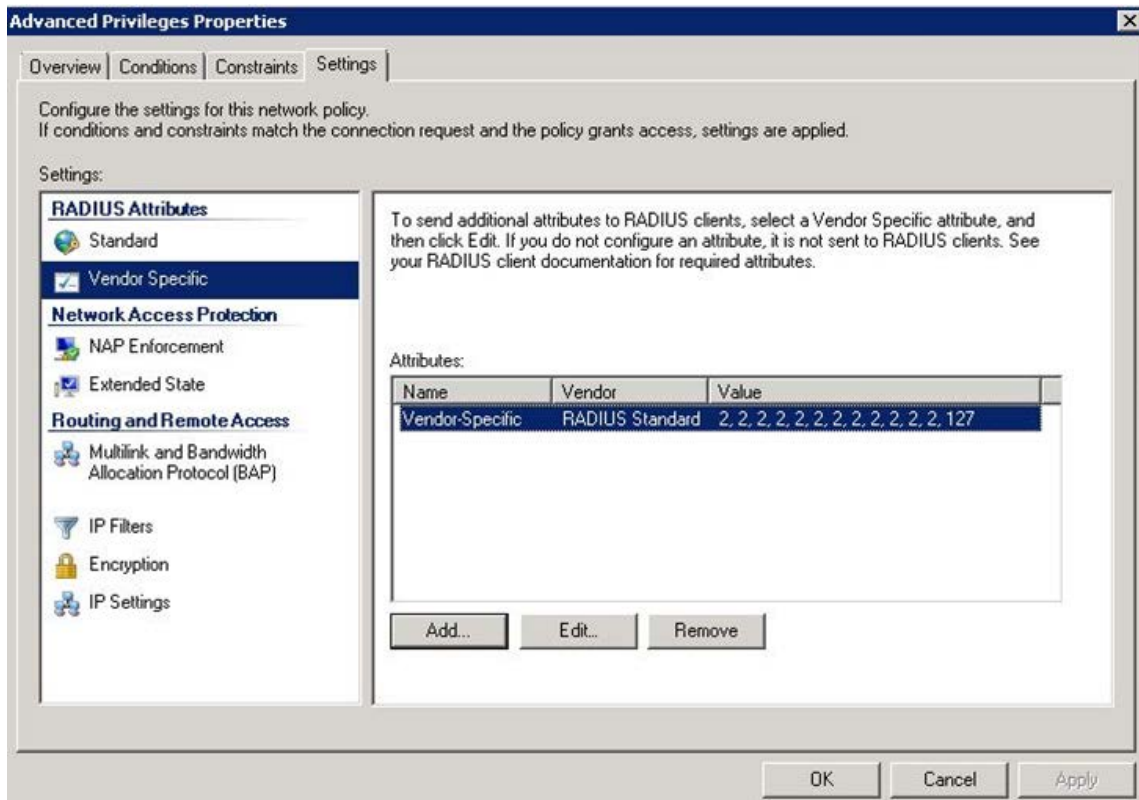 Advanced Privileges Properties
Overview
Conditions
Constraints
Settings
Configure the settings for this network policy.
If conditions and constraints match the connection request and the policy grants access, settings are applied.
Settings:
RADIUS Attributes
Standard
Vendor Specific
Network Access Protection
NAP Enforcement
Extended State
Routing and Remote Access
Multilink and Bandwidth
Allocation Protocol (BAP)
IP Filters
Encryption
IP Settings
To send additional attributes to RADIUS clients, select a Vendor Specific attribute, and
then click Edit. If you do not configure an attribute, it is not sent to RADIUS clients. See
your RADIUS client documentation for required attributes.
Attributes:
Name Vendor Value
Vendor-Specific RADIUS Standard 2, 2, 2, 2, 2, 2, 2, 2, 2, 2, 2, 2, 127
Add...
Edit...
Remove
OK
Cancel
Apply